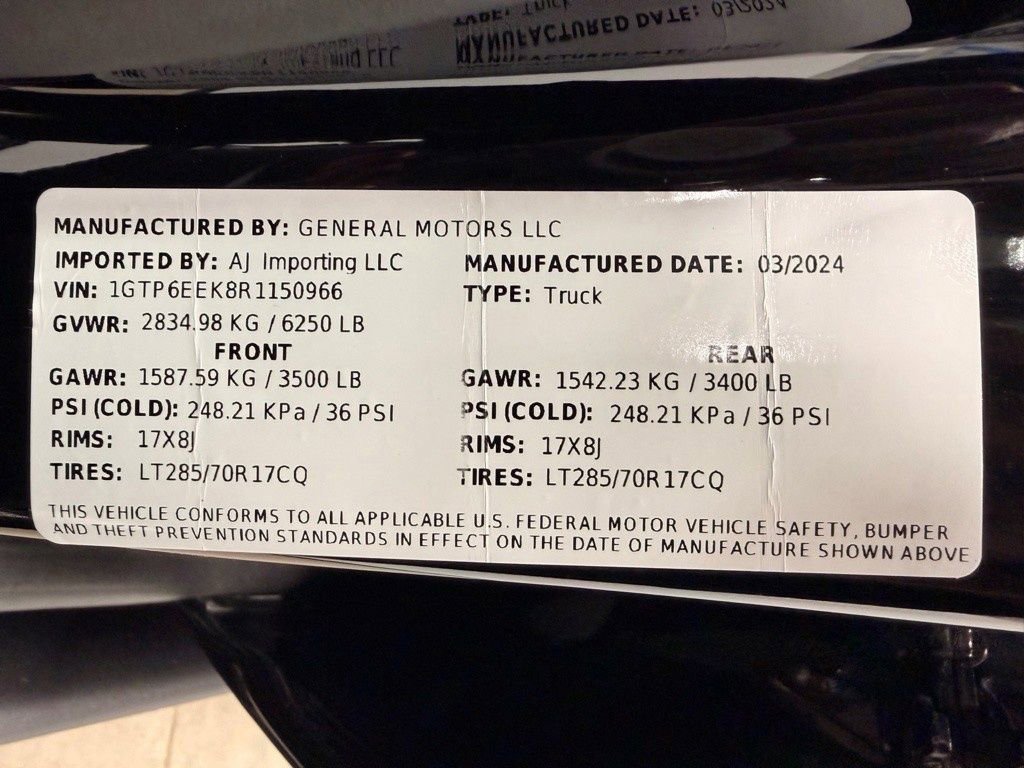 MANUFACTURED BY: GENERAL MOTORS LLC
IMPORTED BY: AJ Importing LLC MANUFACTURED DATE: 03/2024
VIN: 1GTP6EEK8R1150966 TYPE: Truck
GVWR: 2834.98 KG / 6250 LB
FRONT REAR
GAWR: 1587.59 KG / 3500 LB GAWR: 1542.23 KG / 3400 LB
PSI (COLD): 248.21 KPa / 36 PSI PSI (COLD): 248.21 KPa / 36 PSI
RIMS: 17X8J RIMS: 17X8J
TIRES: LT285/70R17CQ TIRES: LT285/70R17CQ
THIS VEHICLE CONFORMS TO ALL APPLICABLE U.S. FEDERAL MOTOR VEHICLE SAFETY, BUMPER
AND THEFT PREVENTION STANDARDS IN EFFECT ON THE DATE OF MANUFACTURE SHOWN ABOVE